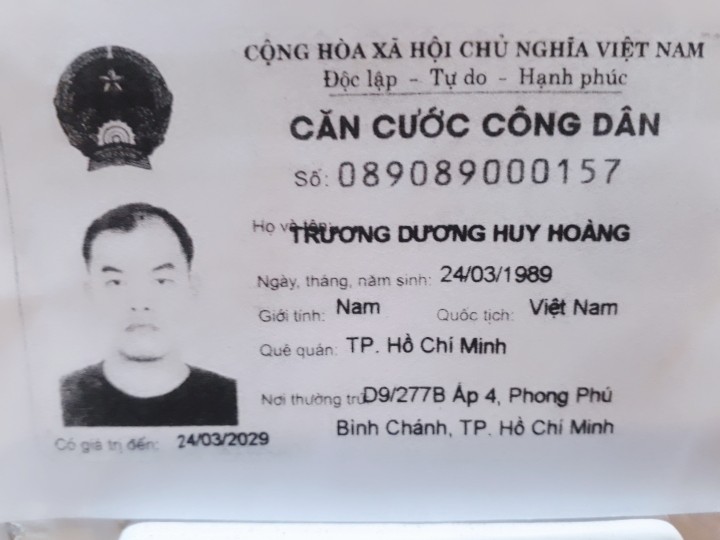 CỘNG HÒA XÃ HỘI CHỦ NGHĨA VIỆT NAM
Độc lập - Tự do - Hạnh phúc
CĂN CƯỚC CÔNG DÂN
Số: 089089000157
Họ và tên: TRƯƠNG DƯƠNG HUY HOÀNG
Ngày, tháng, năm sinh: 24/03/1989
Giới tính: Nam Quốc tịch: Việt Nam
Quê quán: TP. Hồ Chí Minh
Nơi thường trú: D9/277B Ấp 4, Phong Phú
Bình Chánh, TP. Hồ Chí Minh
Có giá trị đến: 24/03/2029